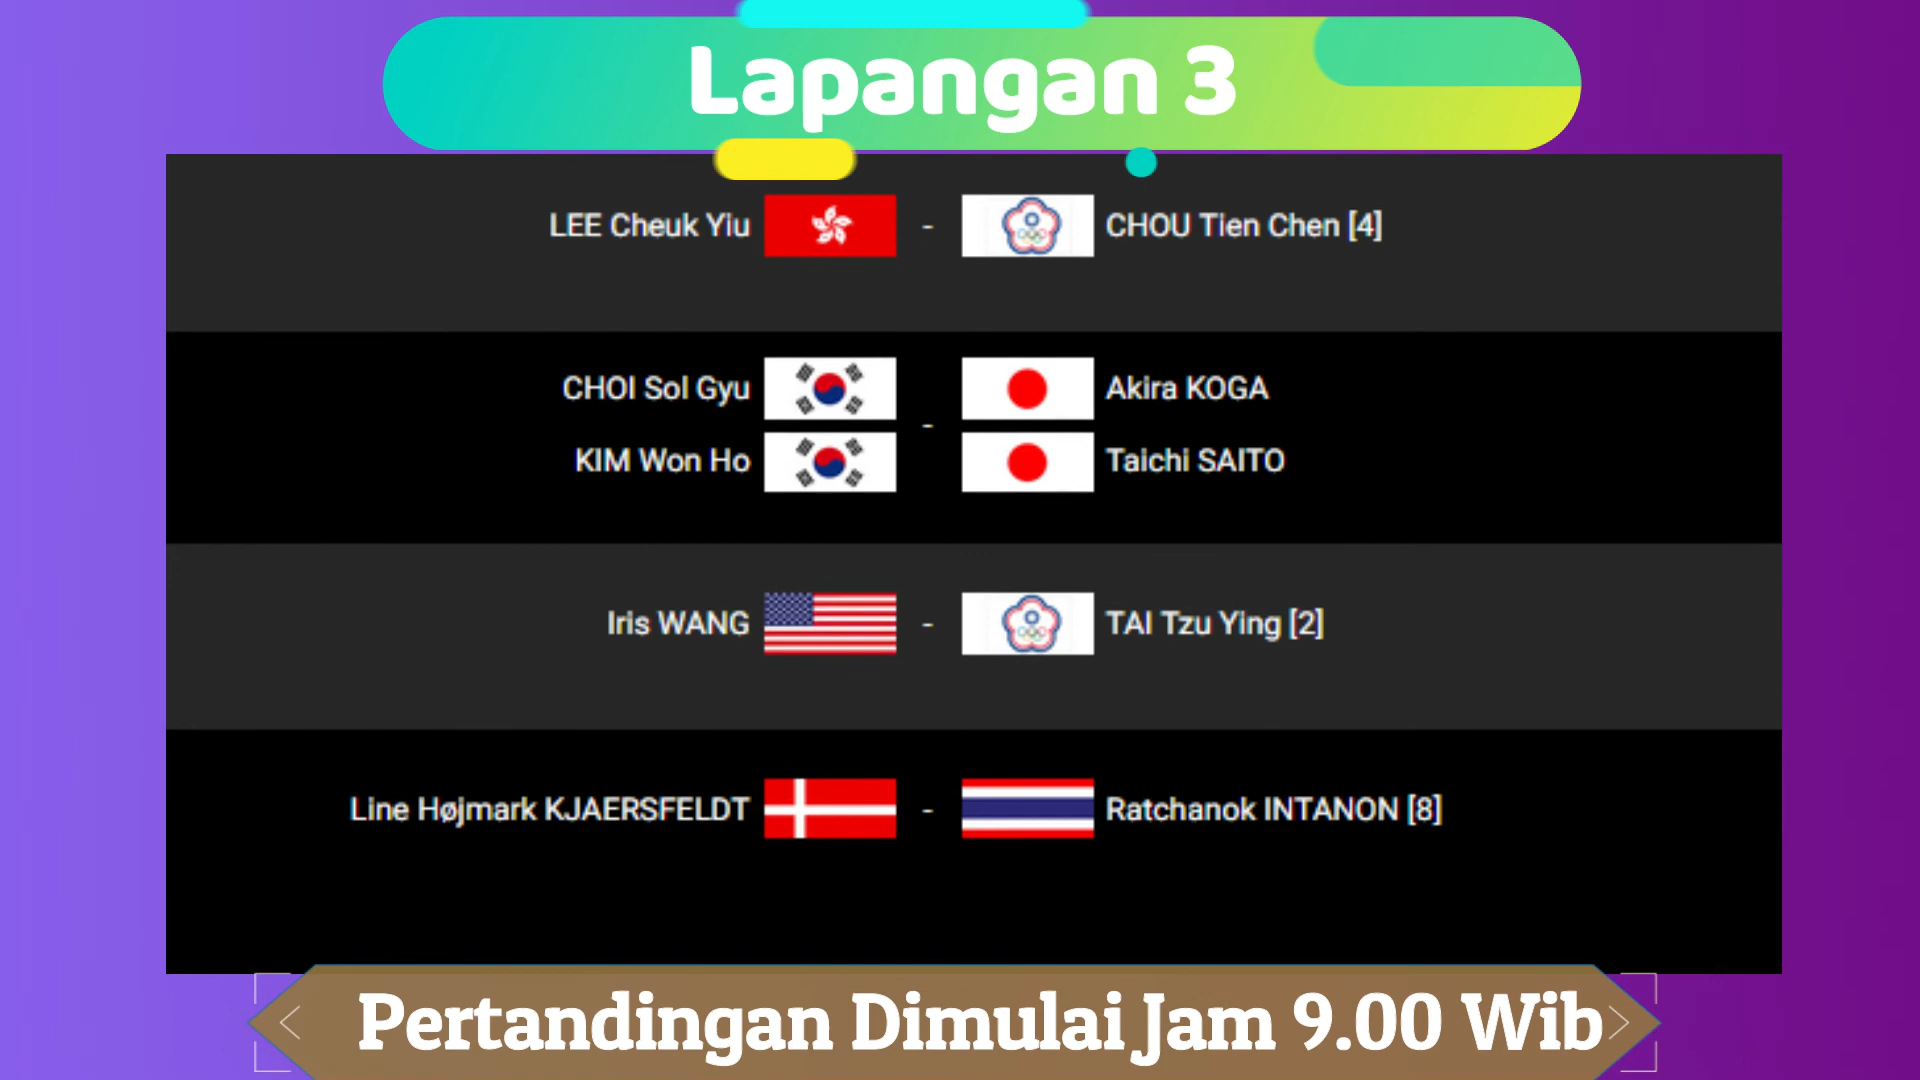 Lapangan 3
LEE Cheuk Yiu - CHOU Tien Chen [4]
CHOI Sol Gyu - Akira KOGA
KIM Won Ho Taichi SAITO
Iris WANG - TAI Tzu Ying [2]
Line Højmark KJAERSFELDT - Ratchanok INTANON [8]
Pertandingan Dimulai Jam 9.00 Wib